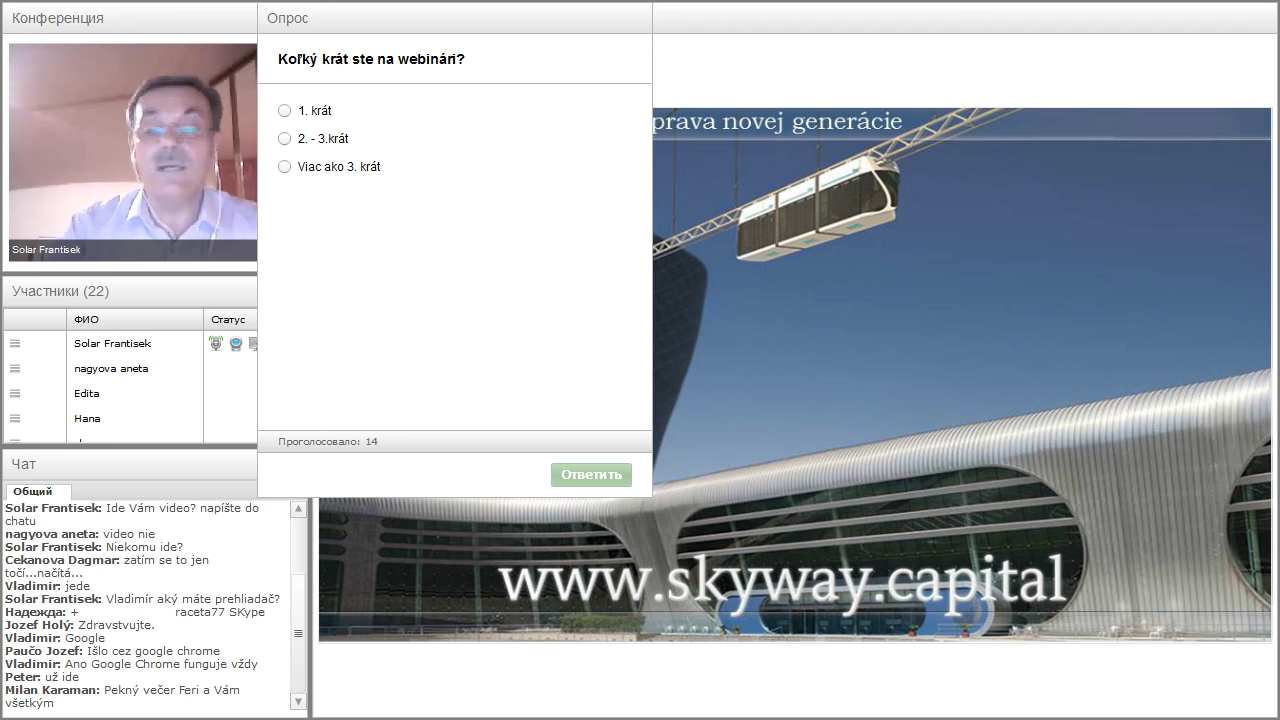 Конференция
Solar Frantisek
Участники (22)
ФИО
Статус
Solar Frantisek
nagyova aneta
Edita
Hana
Чат
Общий
Solar Frantisek: Ide Vám video? napíšte do
chatu
nagyova aneta: video nie
Solar Frantisek: Niekomu ide?
Cekanova Dagmar: zatím se to jen
točí...načítá...
Vladimir: jede
Solar Frantisek: Vladimír aký máte prehliadač?
Надежда: + raceta77 SKype
Jozef Holý: Zdravstvujte.
Vladimir: Google
Paučo Jozef: Išlo cez google chrome
Vladimir: Ano Google Chrome funguje vždy
Peter: už ide
Milan Karaman: Pekný večer Feri a Vám
všetkým
Опрос
Koľký krát ste na webinári?
1. krát
2. - 3.krát
Viac ako 3. krát
Проголосовало: 14
Ответить
prava novej generácie
www.skyway.capital